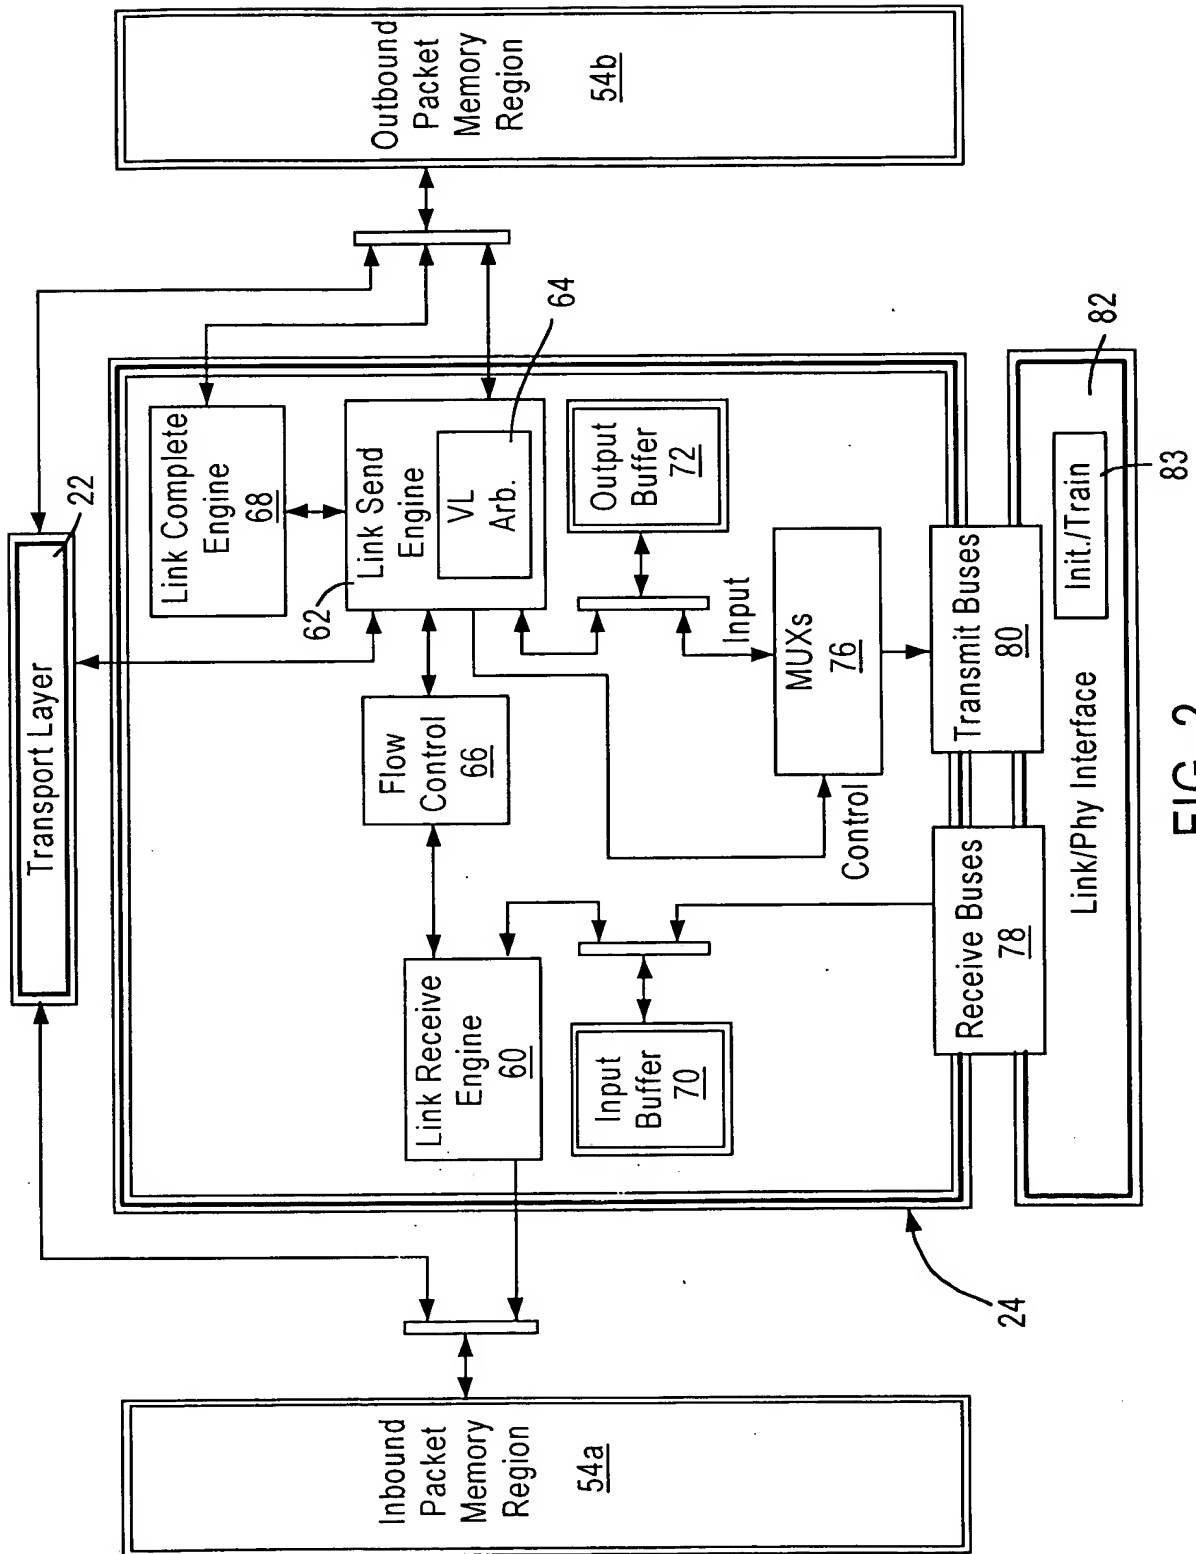 Transport Layer
22
Inbound
Packet
Memory
Region
54a
Outbound
Packet
Memory
Region
54b
Link Complete
Engine
68
62
Link Send
Engine
VL
Arb.
64
Flow
Control
66
Link Receive
Engine
60
Input
Buffer
70
Output
Buffer
72
Input
MUXs
76
Control
Receive Buses
78
Transmit Buses
80
24
Link/Phy Interface
Init./Train
82
83
FIG. 2